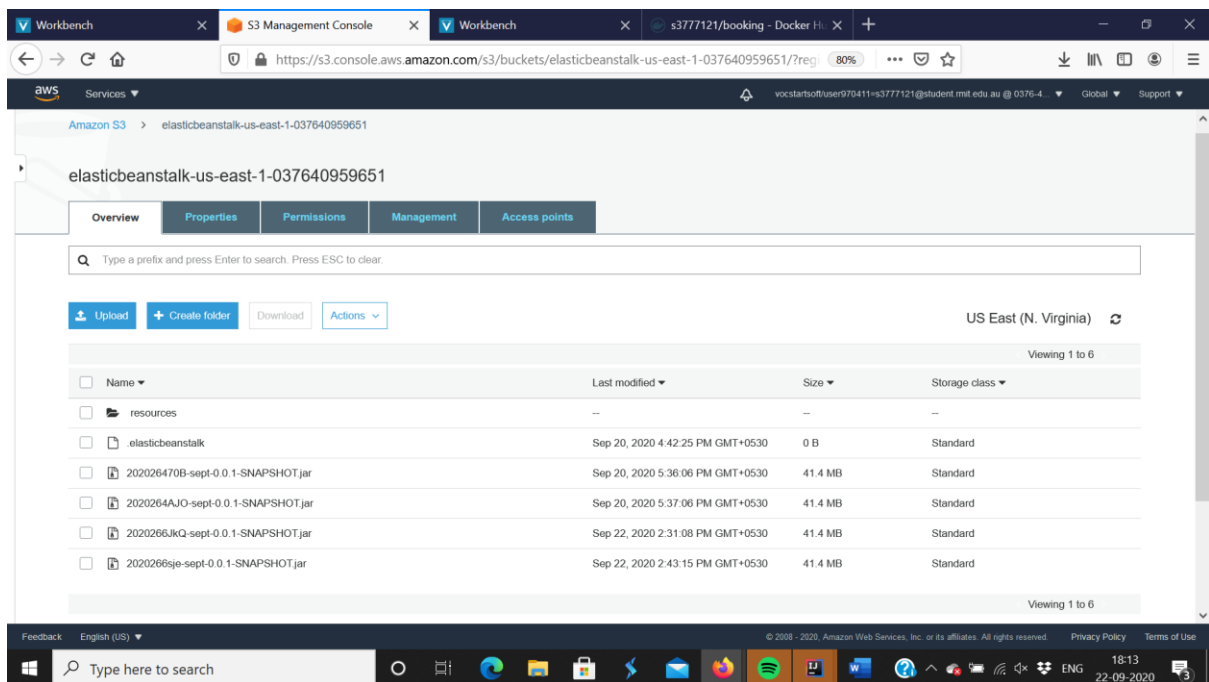 Workbench
S3 Management Console
Workbench
s3777121/booking - Docker Hu
https://s3.console.aws.amazon.com/s3/buckets/elasticbeanstalk-us-east-1-037640959651/?regi
80%
aws
Services
vocstartsoft/user970411=s3777121@student.rmit.edu.au @ 0376-4...
Global
Support
Amazon S3 > elasticbeanstalk-us-east-1-037640959651
elasticbeanstalk-us-east-1-037640959651
Overview
Properties
Permissions
Management
Access points
Type a prefix and press Enter to search. Press ESC to clear.
Upload
+ Create folder
Download
Actions
US East (N. Virginia)
Viewing 1 to 6
Name Last modified Size Storage class
resources -- -- --
.elasticbeanstalk Sep 20, 2020 4:42:25 PM GMT+0530 0 B Standard
202026470B-sept-0.0.1-SNAPSHOT.jar Sep 20, 2020 5:36:06 PM GMT+0530 41.4 MB Standard
2020264AJO-sept-0.0.1-SNAPSHOT.jar Sep 20, 2020 5:37:06 PM GMT+0530 41.4 MB Standard
2020266JkQ-sept-0.0.1-SNAPSHOT.jar Sep 22, 2020 2:31:08 PM GMT+0530 41.4 MB Standard
2020266sje-sept-0.0.1-SNAPSHOT.jar Sep 22, 2020 2:43:15 PM GMT+0530 41.4 MB Standard
Viewing 1 to 6
Feedback
English (US)
© 2008 - 2020, Amazon Web Services, Inc. or its affiliates. All rights reserved.
Privacy Policy
Terms of Use
Type here to search
ENG
18:13
22-09-2020
3